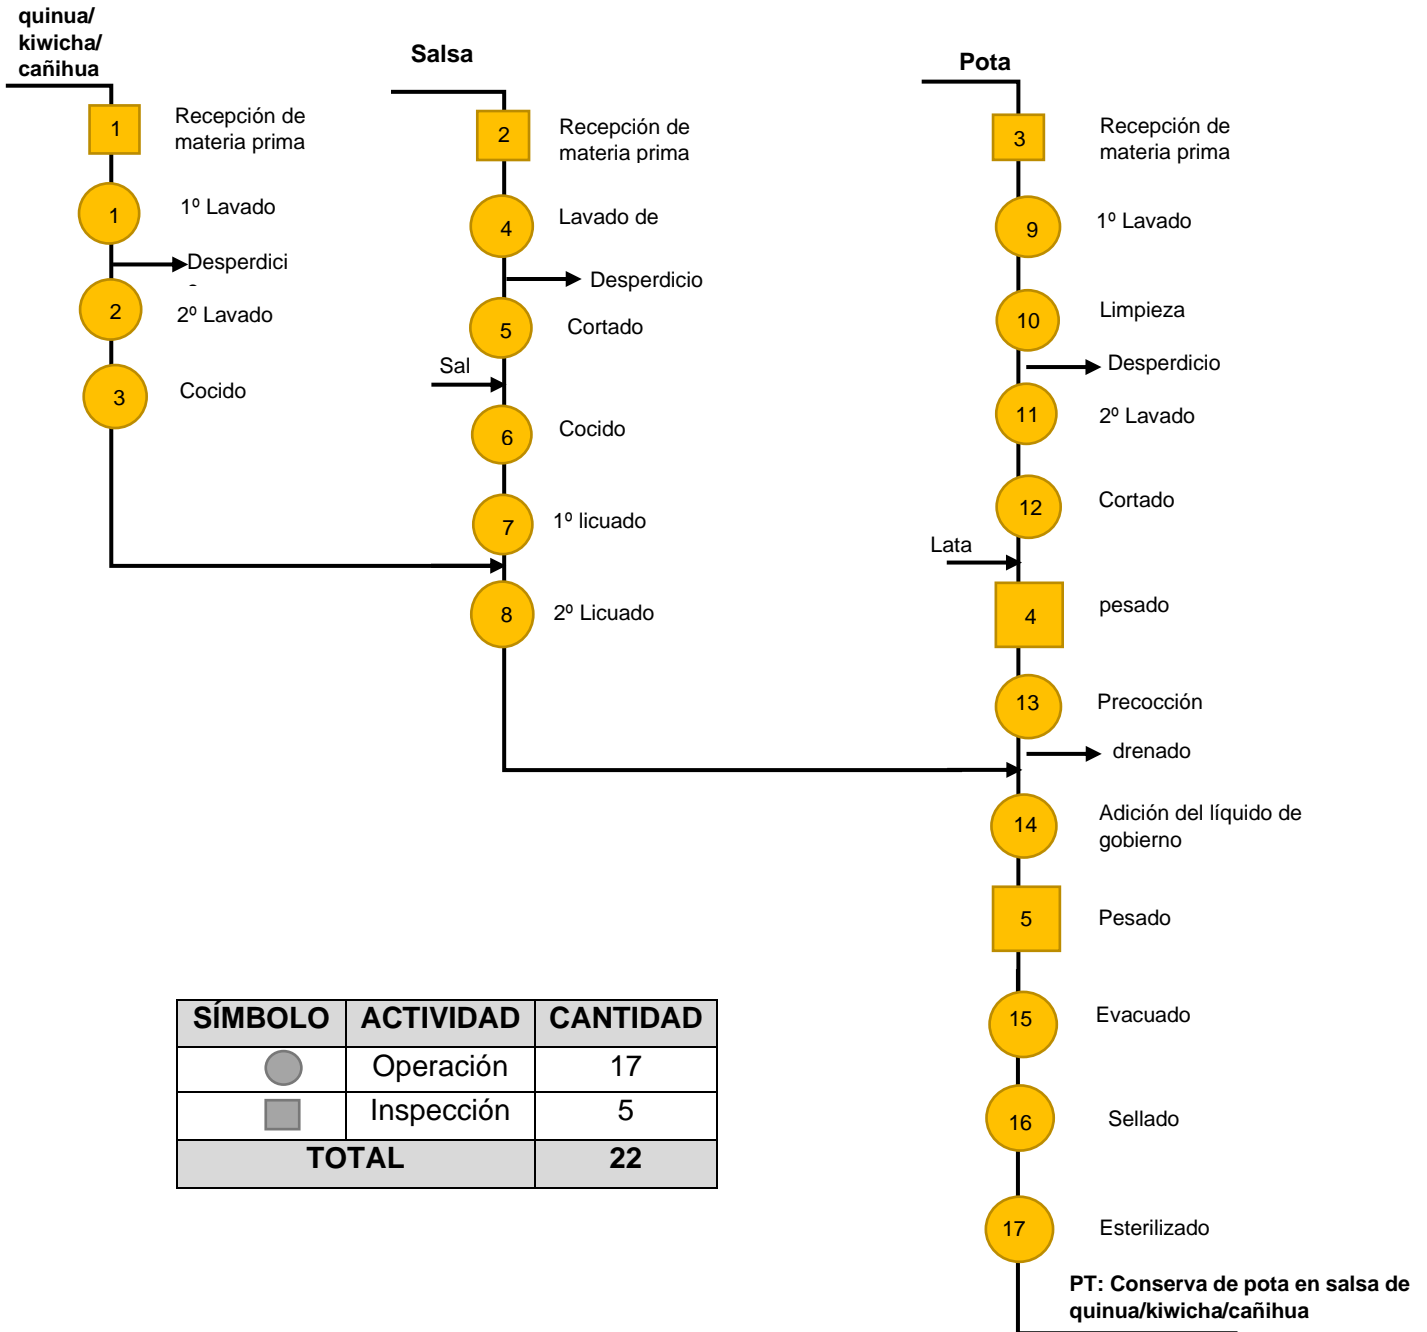 quinua/
kiwicha/
cañihua
1
Recepción de
materia prima
1
1º Lavado
Desperdici
2
2º Lavado
3
Cocido
Salsa
2
Recepción de
materia prima
4
Lavado de
Desperdicio
5
Cortado
Sal
6
Cocido
7
1º licuado
8
2º Licuado
Pota
3
Recepción de
materia prima
9
1º Lavado
10
Limpieza
Desperdicio
11
2º Lavado
12
Cortado
Lata
4
pesado
13
Precocción
drenado
14
Adición del líquido de
gobierno
5
Pesado
15
Evacuado
16
Sellado
17
Esterilizado
PT: Conserva de pota en salsa de
quinua/kiwicha/cañihua
SÍMBOLO ACTIVIDAD CANTIDAD
Operación 17
Inspección 5
TOTAL 22